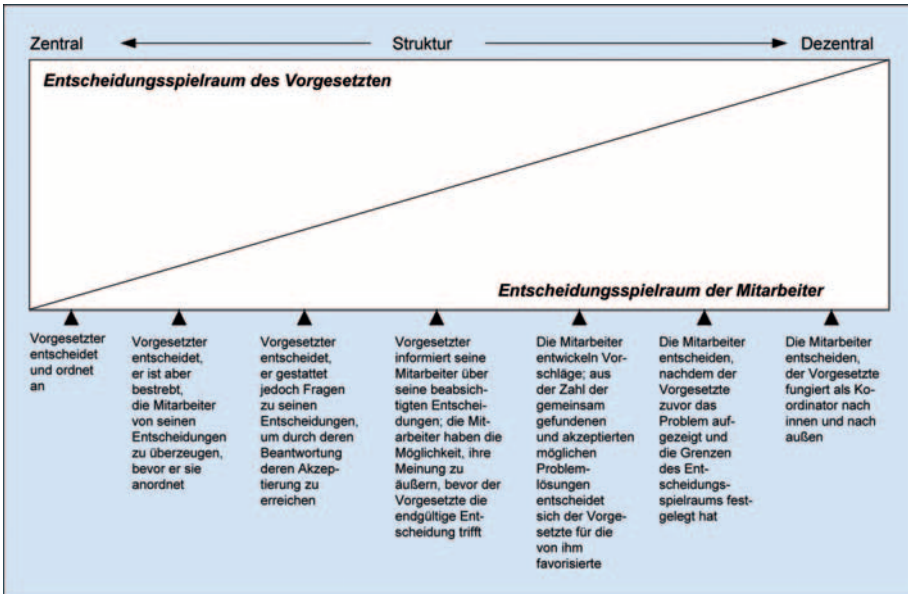 Zentral Struktur Dezentral
Entscheidungsspielraum des Vorgesetzten
Entscheidungsspielraum der Mitarbeiter
Vorgesetzter
entscheidet
und ordnet
an
Vorgesetzter
entscheidet,
er ist aber
bestrebt,
die Mitarbeiter
von seinen
Entscheidungen
zu überzeugen,
bevor er sie
anordnet
Vorgesetzter
entscheidet,
er gestattet
jedoch Fragen
zu seinen
Entscheidungen,
um durch deren
Beantwortung
deren Akzep-
tierung zu
erreichen
Vorgesetzter
informiert seine
Mitarbeiter über
seine beabsich-
tigten Entschei-
dungen; die Mit-
arbeiter haben die
Möglichkeit, ihre
Meinung zu
äußern, bevor der
Vorgesetzte die
endgültige Ent-
scheidung trifft
Die Mitarbeiter
entwickeln Vor-
schläge; aus
der Zahl der
gemeinsam
gefundenen
und akzeptierten
möglichen
Problem-
lösungen
entscheidet
sich der Vorge-
setzte für die
von ihm
favorisierte
Die Mitarbeiter
entscheiden,
nachdem der
Vorgesetzte
zuvor das
Problem auf-
gezeigt und
die Grenzen
des Ent-
scheidungs-
spielraums fest-
gelegt hat
Die Mitarbeiter
entscheiden,
der Vorgesetzte
fungiert als Ko-
ordinator nach
innen und nach
außen